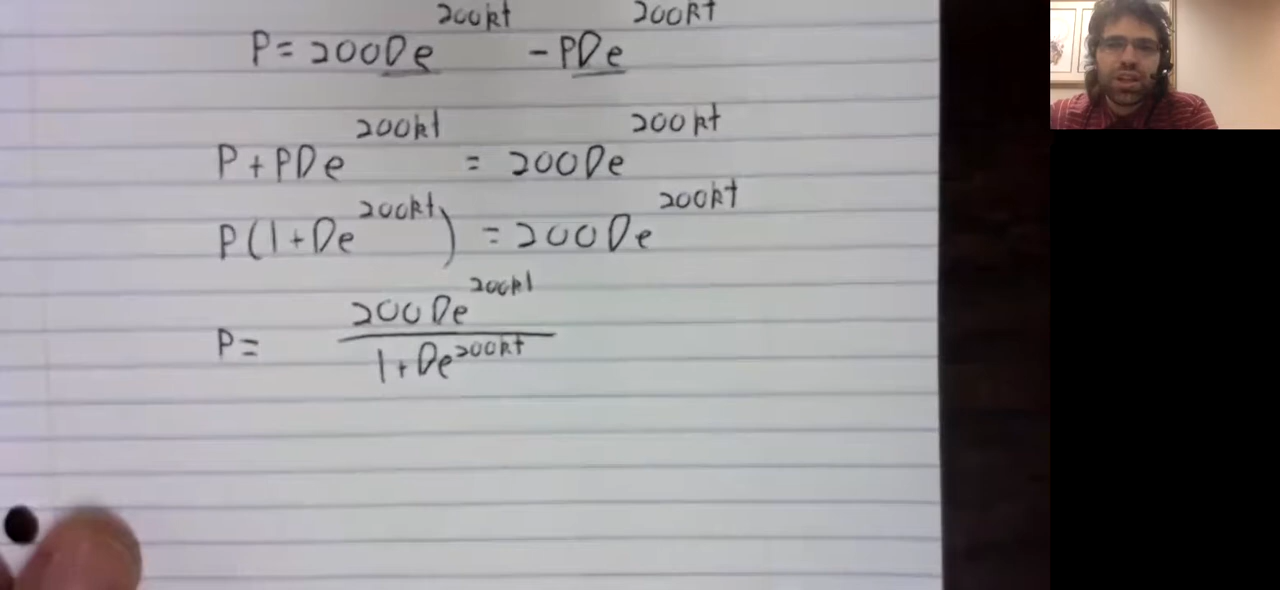 P = 200De^200kt - PDe^200kt
P + PDe^200kt = 200De^200kt
P(1 + De^200kt) = 200De^200kt
P = 200De^200kt / 1 + De^200kt